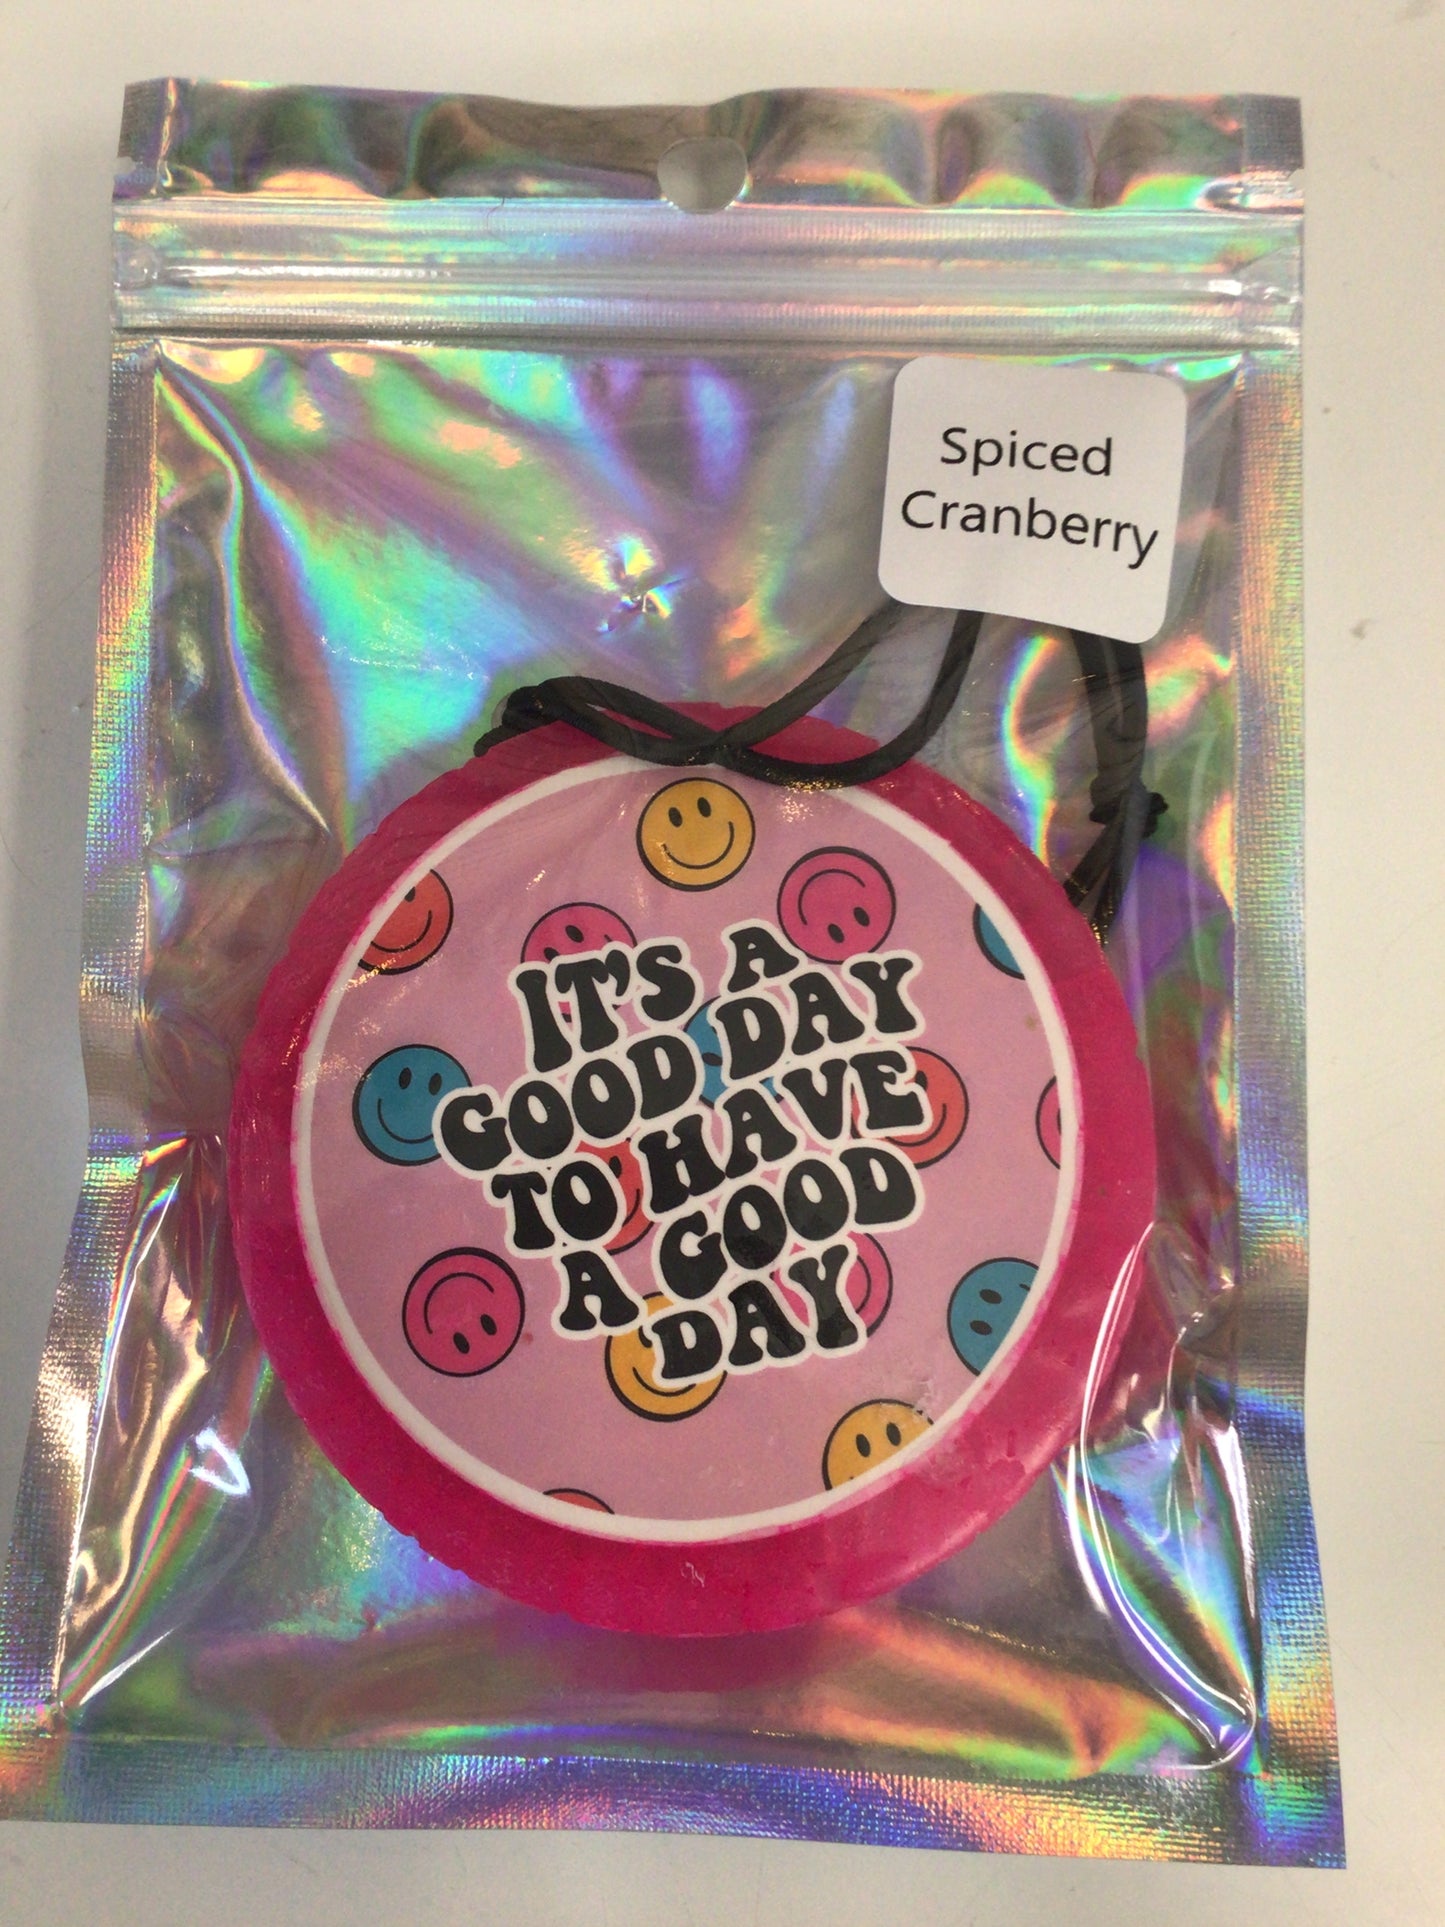 Spiced
Cranberry
IT'S A
GOOD DAY
TO HAVE
A GOOD
DAY